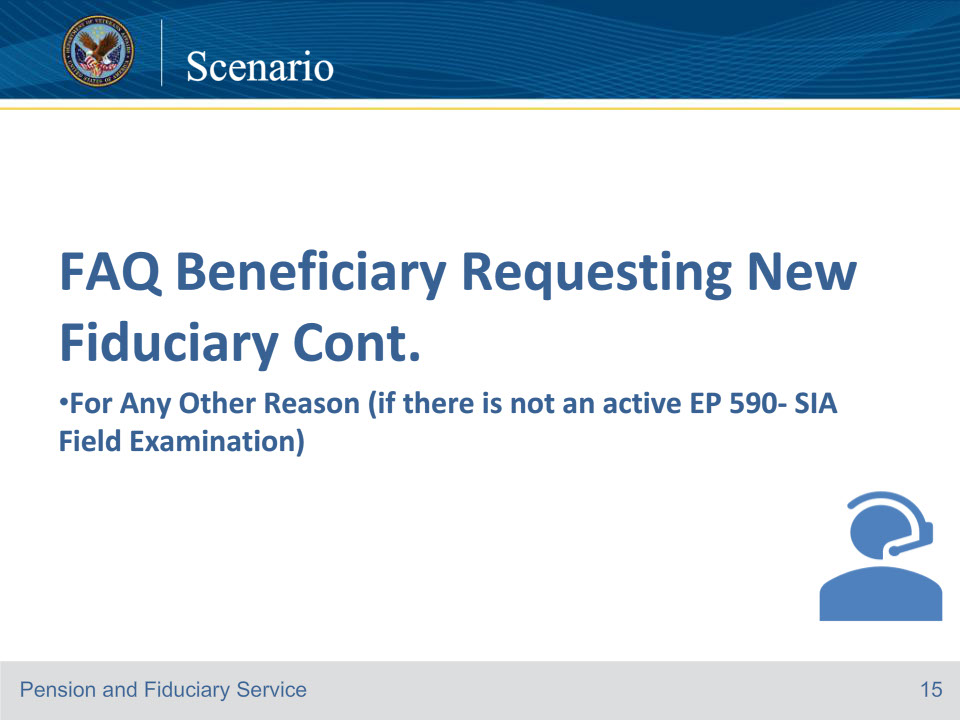 Scenario
FAQ Beneficiary Requesting New
Fiduciary Cont.
•For Any Other Reason (if there is not an active EP 590- SIA
Field Examination)
Pension and Fiduciary Service
15